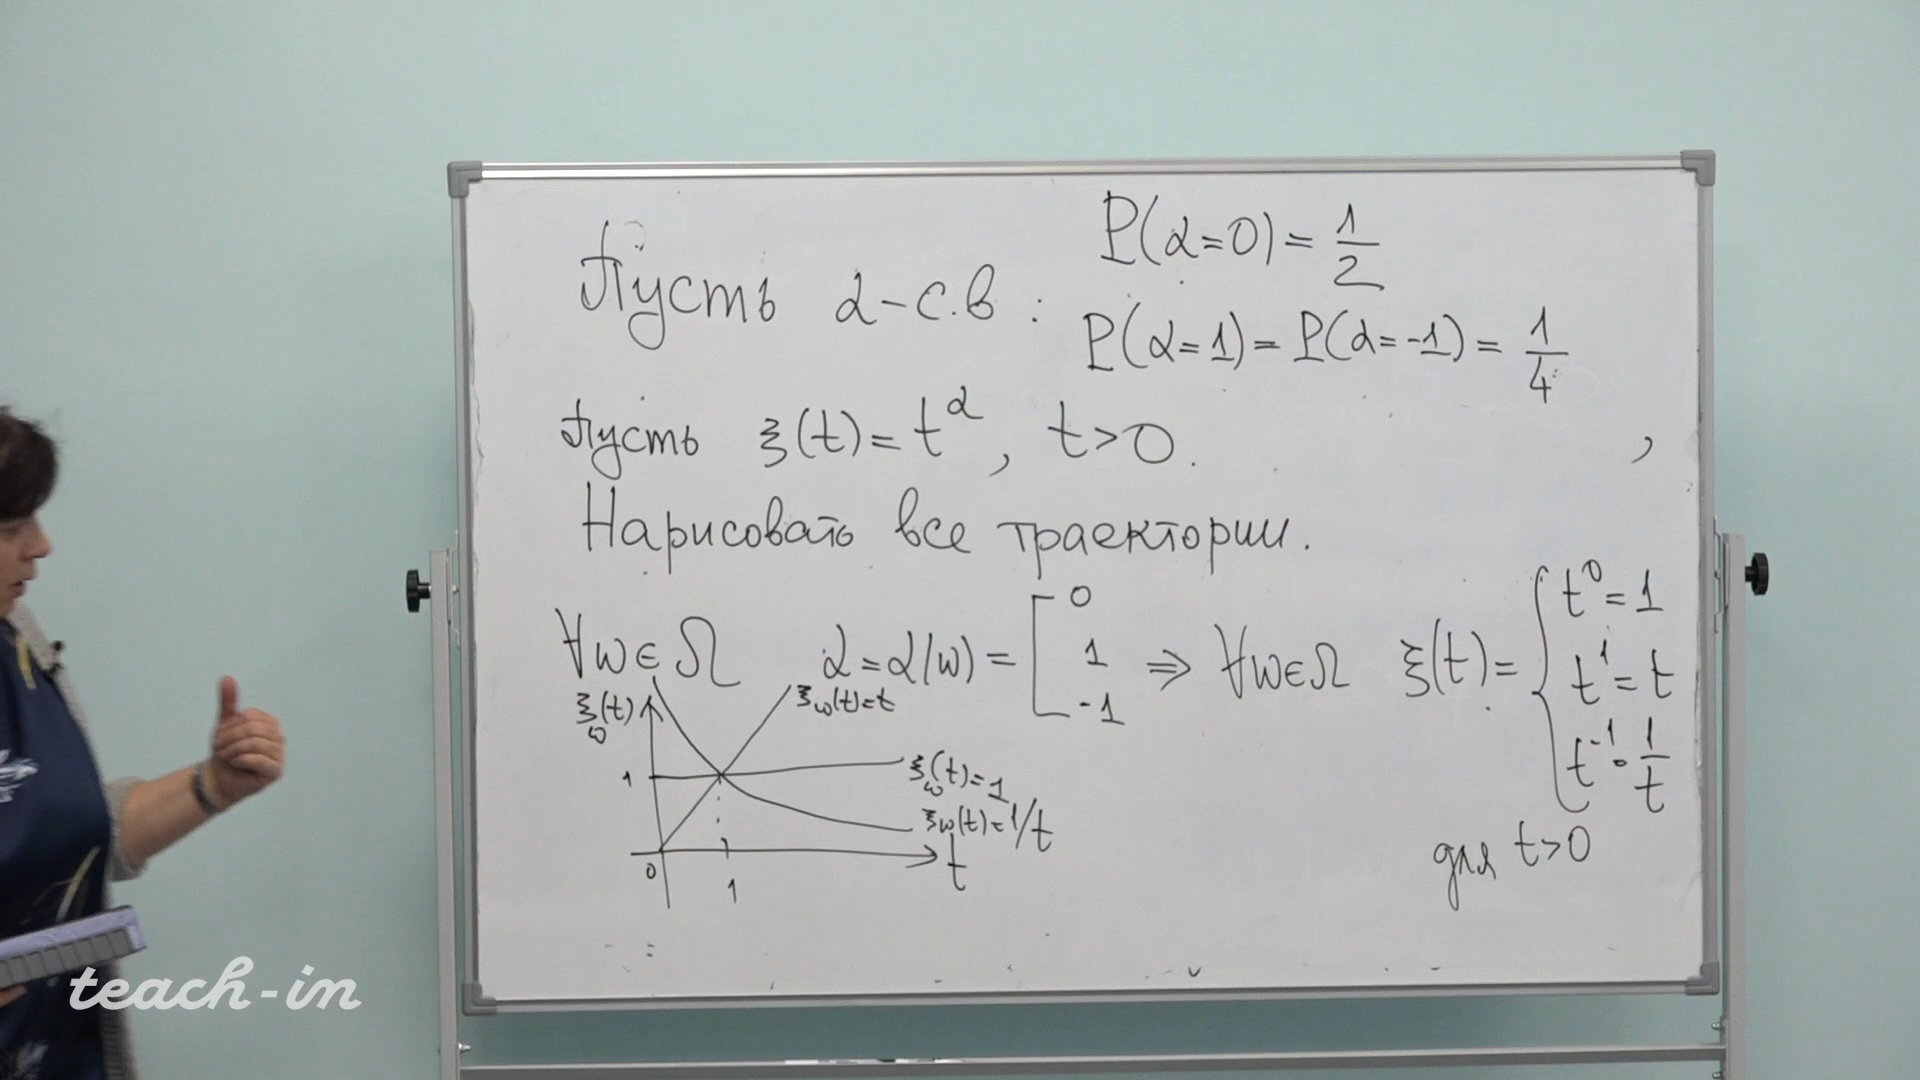 P(α=0)=1/2
Пусть α-с.в :
P(α=1)=P(α=-1)=1/4
Пусть ξ(t)=t^α, t>0.
,
Нарисовать все траектории.
∀ω∈Ω α=α(ω)=[0 1 -1 ⇒ ∀ω∈Ω ξ(t)={t^0=1 t^1=t t^-1=1/t
для t>0
ξ_ω(t)
ξ_ω(t)=t
1
ξ_ω(t)=1
ξ_ω(t)=1/t
0
1
t
teach-in